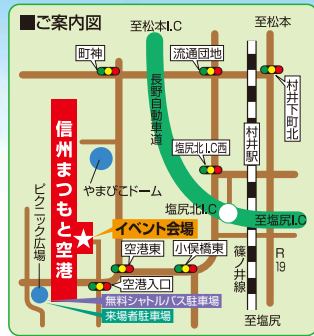 ■ご案内図
至松本I.C
至松本
町神
流通団地
長野自動車道
村井駅
村井下町北
塩尻北I.C西
信州まつもと空港
やまびこドーム
塩尻北I.C
至塩尻I.C
ピクニック広場
イベント会場
空港東
小俣橋東
篠ノ井線
R19
空港入口
無料シャトルバス駐車場
来場者駐車場
至塩尻